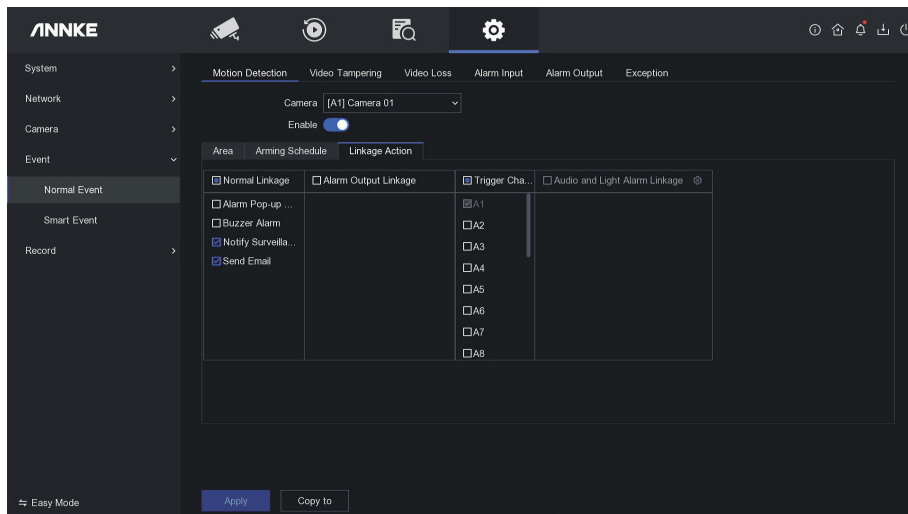 ANNKE
System
Network
Camera
Event
Normal Event
Smart Event
Record
Easy Mode
Motion Detection Video Tampering Video Loss Alarm Input Alarm Output Exception
Camera [A1] Camera 01
Enable
Area Arming Schedule Linkage Action
Normal Linkage Alarm Output Linkage Trigger Cha... Audio and Light Alarm Linkage
Alarm Pop-up ...
Buzzer Alarm
Notify Surveilla...
Send Email
A1
A2
A3
A4
A5
A6
A7
A8
Apply Copy to